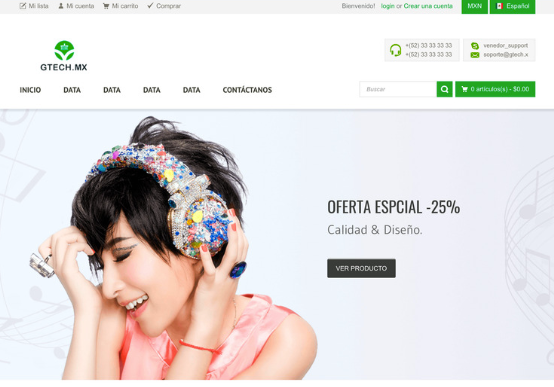 Mi lista Mi cuenta Mi carrito Comprar Bienvenido! login or Crear una cuenta MXN Español
+(52) 33 33 33 33 venedor_support
+(52) 33 33 33 33 soporte@gtech.x
GTECH.MX
INICIO DATA DATA DATA DATA CONTÁCTANOS Buscar 0 artículos(s) - $0.00
OFERTA ESPCIAL -25%
Calidad & Diseño.
VER PRODUCTO